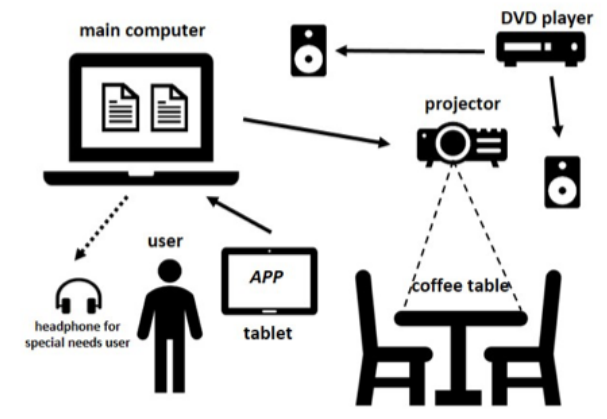 DVD player
main computer
projector
user
APP
coffee table
tablet
headphone for
special needs user